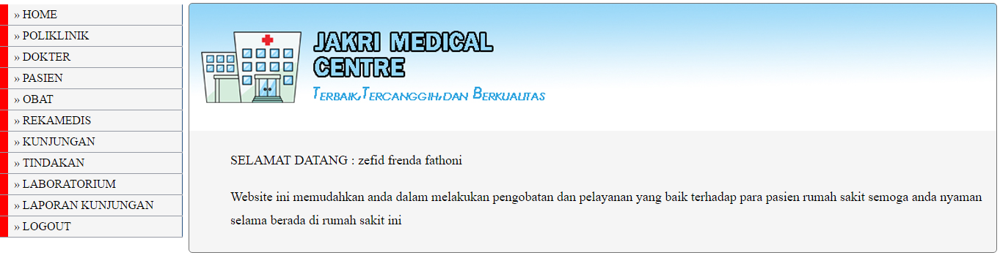 » HOME
» POLIKLINIK
» DOKTER
» PASIEN
» OBAT
» REKAMEDIS
» KUNJUNGAN
» TINDAKAN
» LABORATORIUM
» LAPORAN KUNJUNGAN
» LOGOUT
JAKRI MEDICAL
CENTRE
TERBAIK,TERCANGGIH,DAN BERKUALITAS
SELAMAT DATANG : zefid frenda fathoni
Website ini memudahkan anda dalam melakukan pengobatan dan pelayanan yang baik terhadap para pasien rumah sakit semoga anda nyaman
selama berada di rumah sakit ini